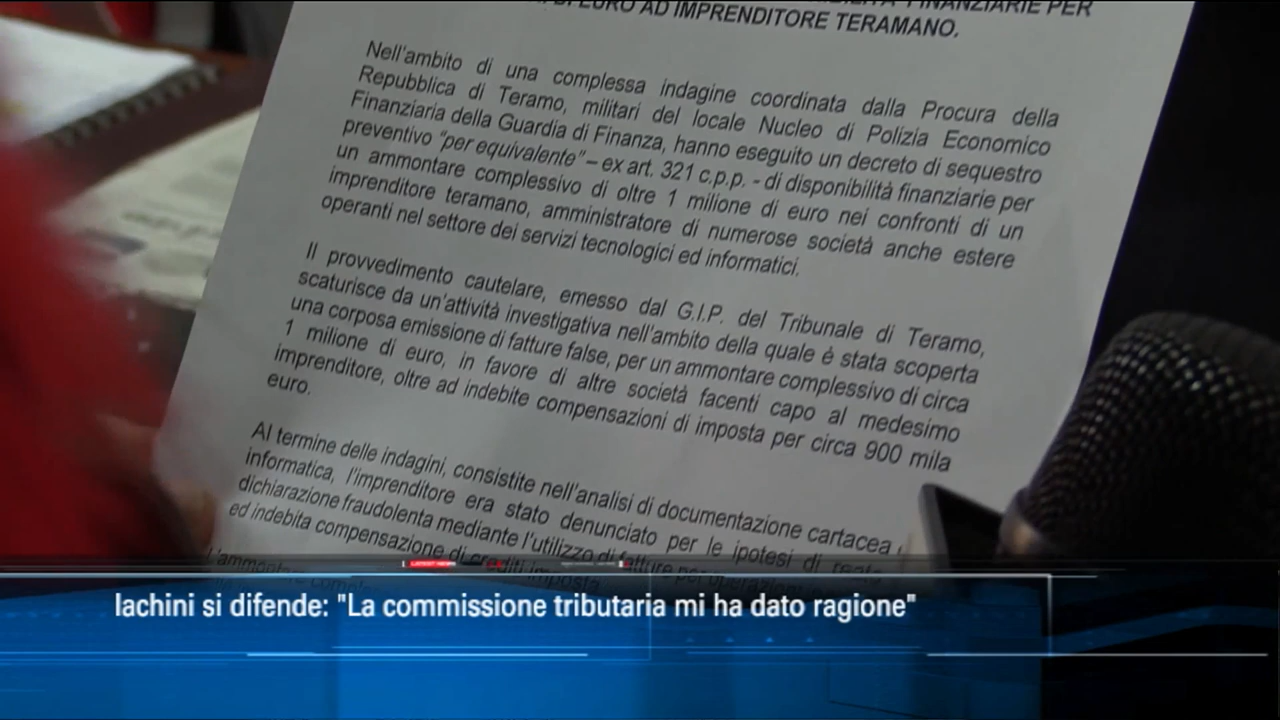 FINANZIARIE PER
DI EURO AD IMPRENDITORE TERAMANO.
Nell'ambito di una complessa indagine coordinata dalla Procura della
Repubblica di Teramo, militari del locale Nucleo di Polizia Economico
Finanziaria della Guardia di Finanza, hanno eseguito un decreto di sequestro
preventivo "per equivalente" – ex art. 321 c.p.p. - di disponibilità finanziarie per
un ammontare complessivo di oltre 1 milione di euro nei confronti di un
imprenditore teramano, amministratore di numerose società anche estere
operanti nel settore dei servizi tecnologici ed informatici.
Il provvedimento cautelare, emesso dal G.I.P. del Tribunale di Teramo,
scaturisce da un'attività investigativa nell'ambito della quale è stata scoperta
una corposa emissione di fatture false, per un ammontare complessivo di circa
1 milione di euro, in favore di altre società facenti capo al medesimo
imprenditore, oltre ad indebite compensazioni di imposta per circa 900 mila
euro.
Al termine delle indagini, consistite nell'analisi di documentazione cartacea
informatica, l'imprenditore era stato denunciato per le ipotesi di reato
dichiarazione fraudolenta mediante l'utilizzo di fatture per
ed indebita compensazione di crediti imposta
L'ammontare
LATEST NEWS
Iachini si difende: "La commissione tributaria mi ha dato ragione"